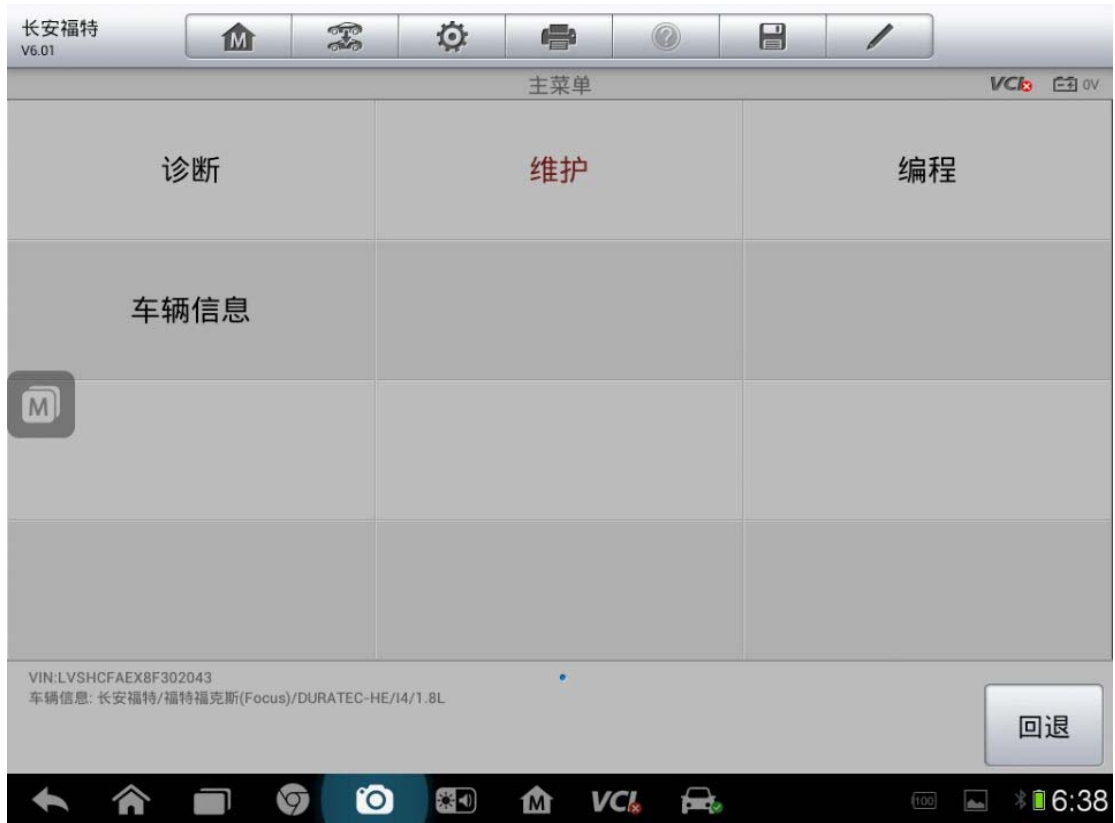 长安福特
V6.01
M
主菜单
VCI
0V
诊断
维护
编程
车辆信息
M
VIN:LVSHCFAEX8F302043
车辆信息: 长安福特/福特福克斯(Focus)/DURATEC-HE/I4/1.8L
回退
M
VCI
100
6:38